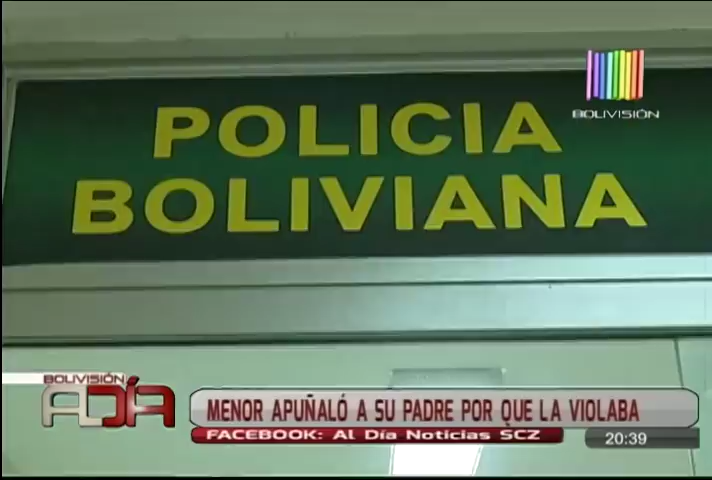 BOLIVISIÓN
POLICIA
BOLIVIANA
BOLIVISIÓN
ALDÍA
MENOR APUÑALÓ A SU PADRE POR QUE LA VIOLABA
FACEBOOK: Al Día Noticias SCZ
20:39